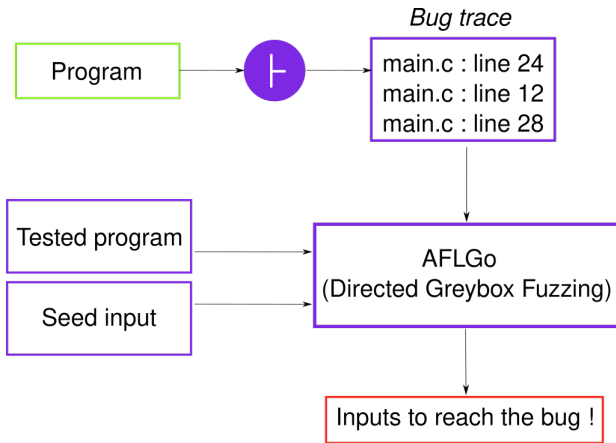 Bug trace
Program
main.c : line 24
main.c : line 12
main.c : line 28
Tested program
Seed input
AFLGo
(Directed Greybox Fuzzing)
Inputs to reach the bug !